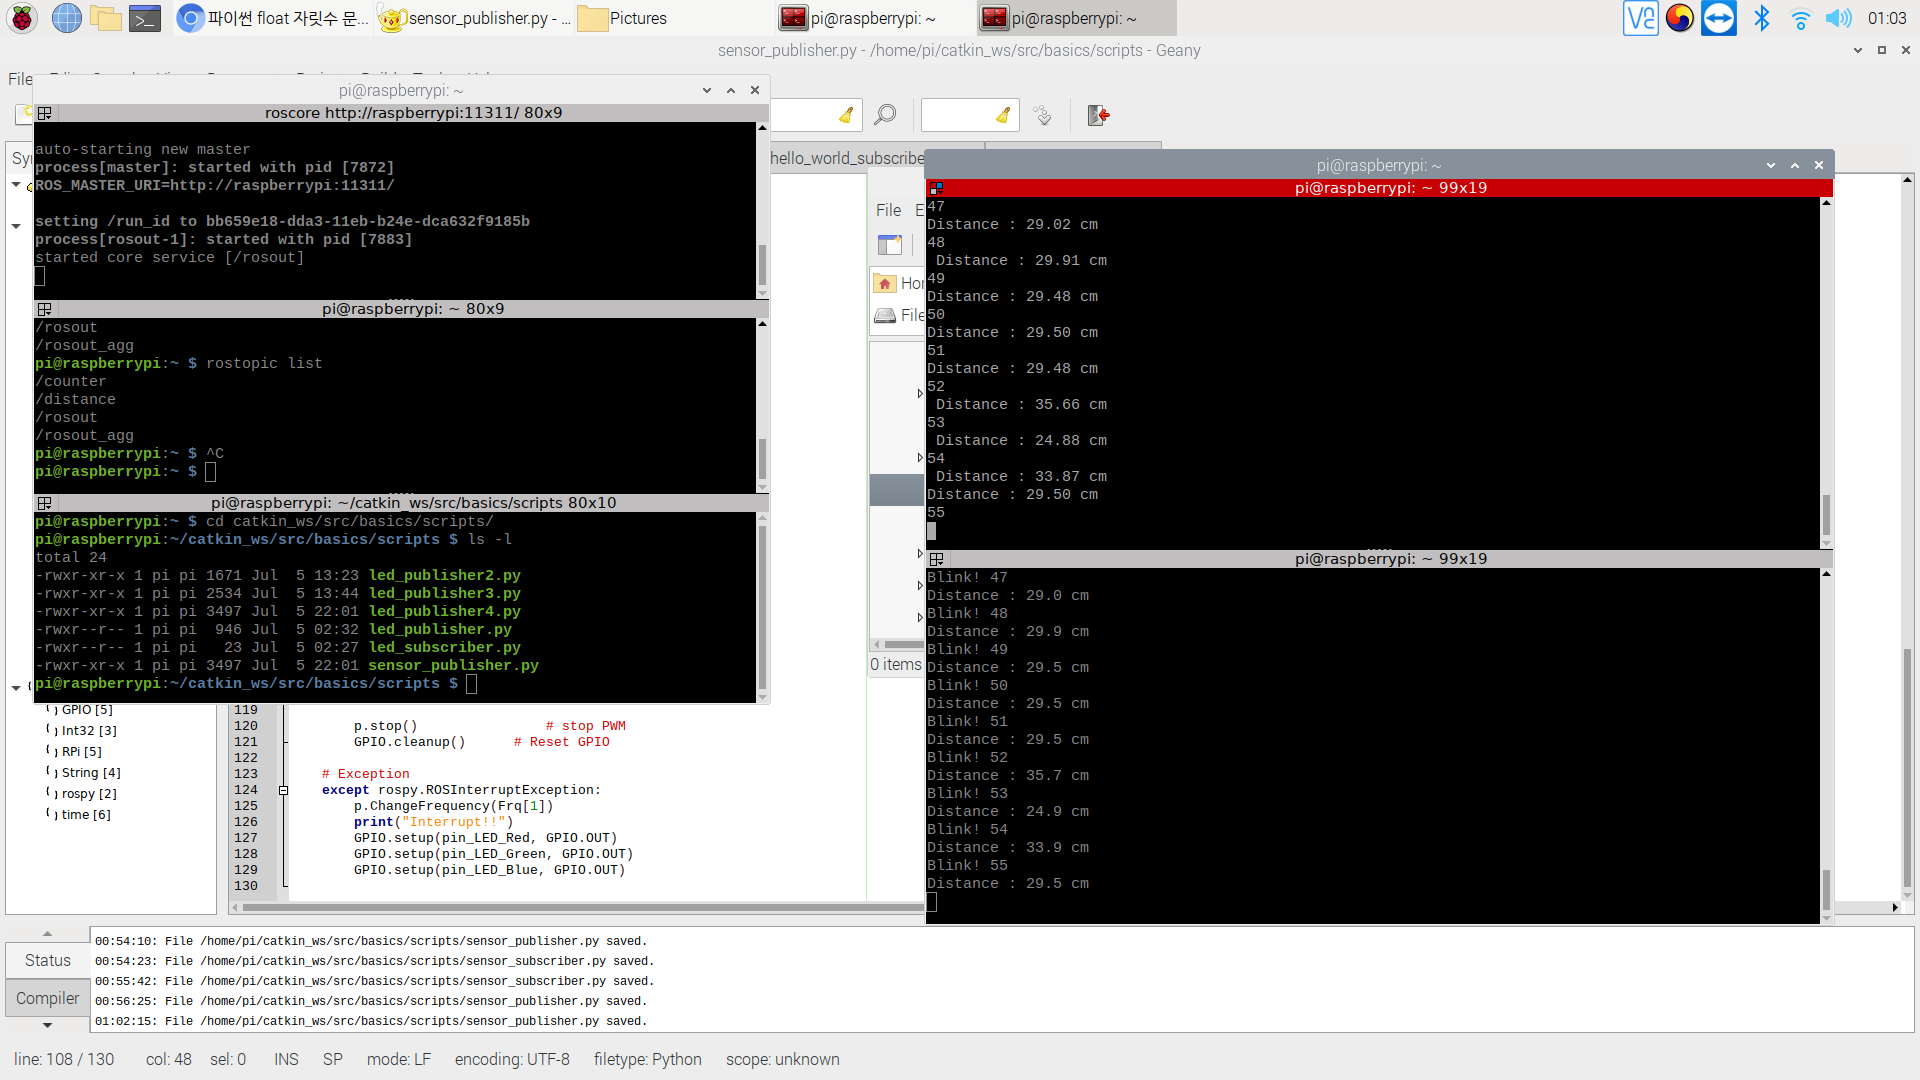 파이썬 float 자릿수 문...
sensor_publisher.py - ...
Pictures
pi@raspberrypi: ~
pi@raspberrypi: ~
01:03
sensor_publisher.py - /home/pi/catkin_ws/src/basics/scripts - Geany
File
pi@raspberrypi: ~
roscore http://raspberrypi:11311/ 80x9
auto-starting new master
process[master]: started with pid [7872]
ROS_MASTER_URI=http://raspberrypi:11311/
setting /run_id to bb659e18-dda3-11eb-b24e-dca632f9185b
process[rosout-1]: started with pid [7883]
started core service [/rosout]
pi@raspberrypi: ~ 80x9
/rosout
/rosout_agg
pi@raspberrypi:~ $ rostopic list
/counter
/distance
/rosout
/rosout_agg
pi@raspberrypi:~ $ ^C
pi@raspberrypi:~ $
pi@raspberrypi: ~/catkin_ws/src/basics/scripts 80x10
pi@raspberrypi:~ $ cd catkin_ws/src/basics/scripts/
pi@raspberrypi:~/catkin_ws/src/basics/scripts $ ls -l
total 24
-rwxr-xr-x 1 pi pi 1671 Jul  5 13:23 led_publisher2.py
-rwxr-xr-x 1 pi pi 2534 Jul  5 13:44 led_publisher3.py
-rwxr-xr-x 1 pi pi 3497 Jul  5 22:01 led_publisher4.py
-rwxr--r-- 1 pi pi  946 Jul  5 02:32 led_publisher.py
-rwxr--r-- 1 pi pi   23 Jul  5 02:27 led_subscriber.py
-rwxr-xr-x 1 pi pi 3497 Jul  5 22:01 sensor_publisher.py
pi@raspberrypi:~/catkin_ws/src/basics/scripts $
hello_world_subscribe
File E
0 items
pi@raspberrypi: ~
pi@raspberrypi: ~ 99x19
47
Distance : 29.02 cm
48
 Distance : 29.91 cm
49
Distance : 29.48 cm
50
Distance : 29.50 cm
51
Distance : 29.48 cm
52
 Distance : 35.66 cm
53
 Distance : 24.88 cm
54
 Distance : 33.87 cm
Distance : 29.50 cm
55
pi@raspberrypi: ~ 99x19
Blink! 47
Distance : 29.0 cm
Blink! 48
Distance : 29.9 cm
Blink! 49
Distance : 29.5 cm
Blink! 50
Distance : 29.5 cm
Blink! 51
Distance : 29.5 cm
Blink! 52
Distance : 35.7 cm
Blink! 53
Distance : 24.9 cm
Blink! 54
Distance : 33.9 cm
Blink! 55
Distance : 29.5 cm
GPIO [5]
Int32 [3]
RPi [5]
String [4]
rospy [2]
time [6]
119
120 p.stop() # stop PWM
121 GPIO.cleanup() # Reset GPIO
122
123 # Exception
124 except rospy.ROSInterruptException:
125 p.ChangeFrequency(Frq[1])
126 print("Interrupt!!")
127 GPIO.setup(pin_LED_Red, GPIO.OUT)
128 GPIO.setup(pin_LED_Green, GPIO.OUT)
129 GPIO.setup(pin_LED_Blue, GPIO.OUT)
130
Status
Compiler
00:54:10: File /home/pi/catkin_ws/src/basics/scripts/sensor_publisher.py saved.
00:54:23: File /home/pi/catkin_ws/src/basics/scripts/sensor_subscriber.py saved.
00:55:42: File /home/pi/catkin_ws/src/basics/scripts/sensor_subscriber.py saved.
00:56:25: File /home/pi/catkin_ws/src/basics/scripts/sensor_publisher.py saved.
01:02:15: File /home/pi/catkin_ws/src/basics/scripts/sensor_publisher.py saved.
line: 108 / 130 col: 48 sel: 0 INS SP mode: LF encoding: UTF-8 filetype: Python scope: unknown